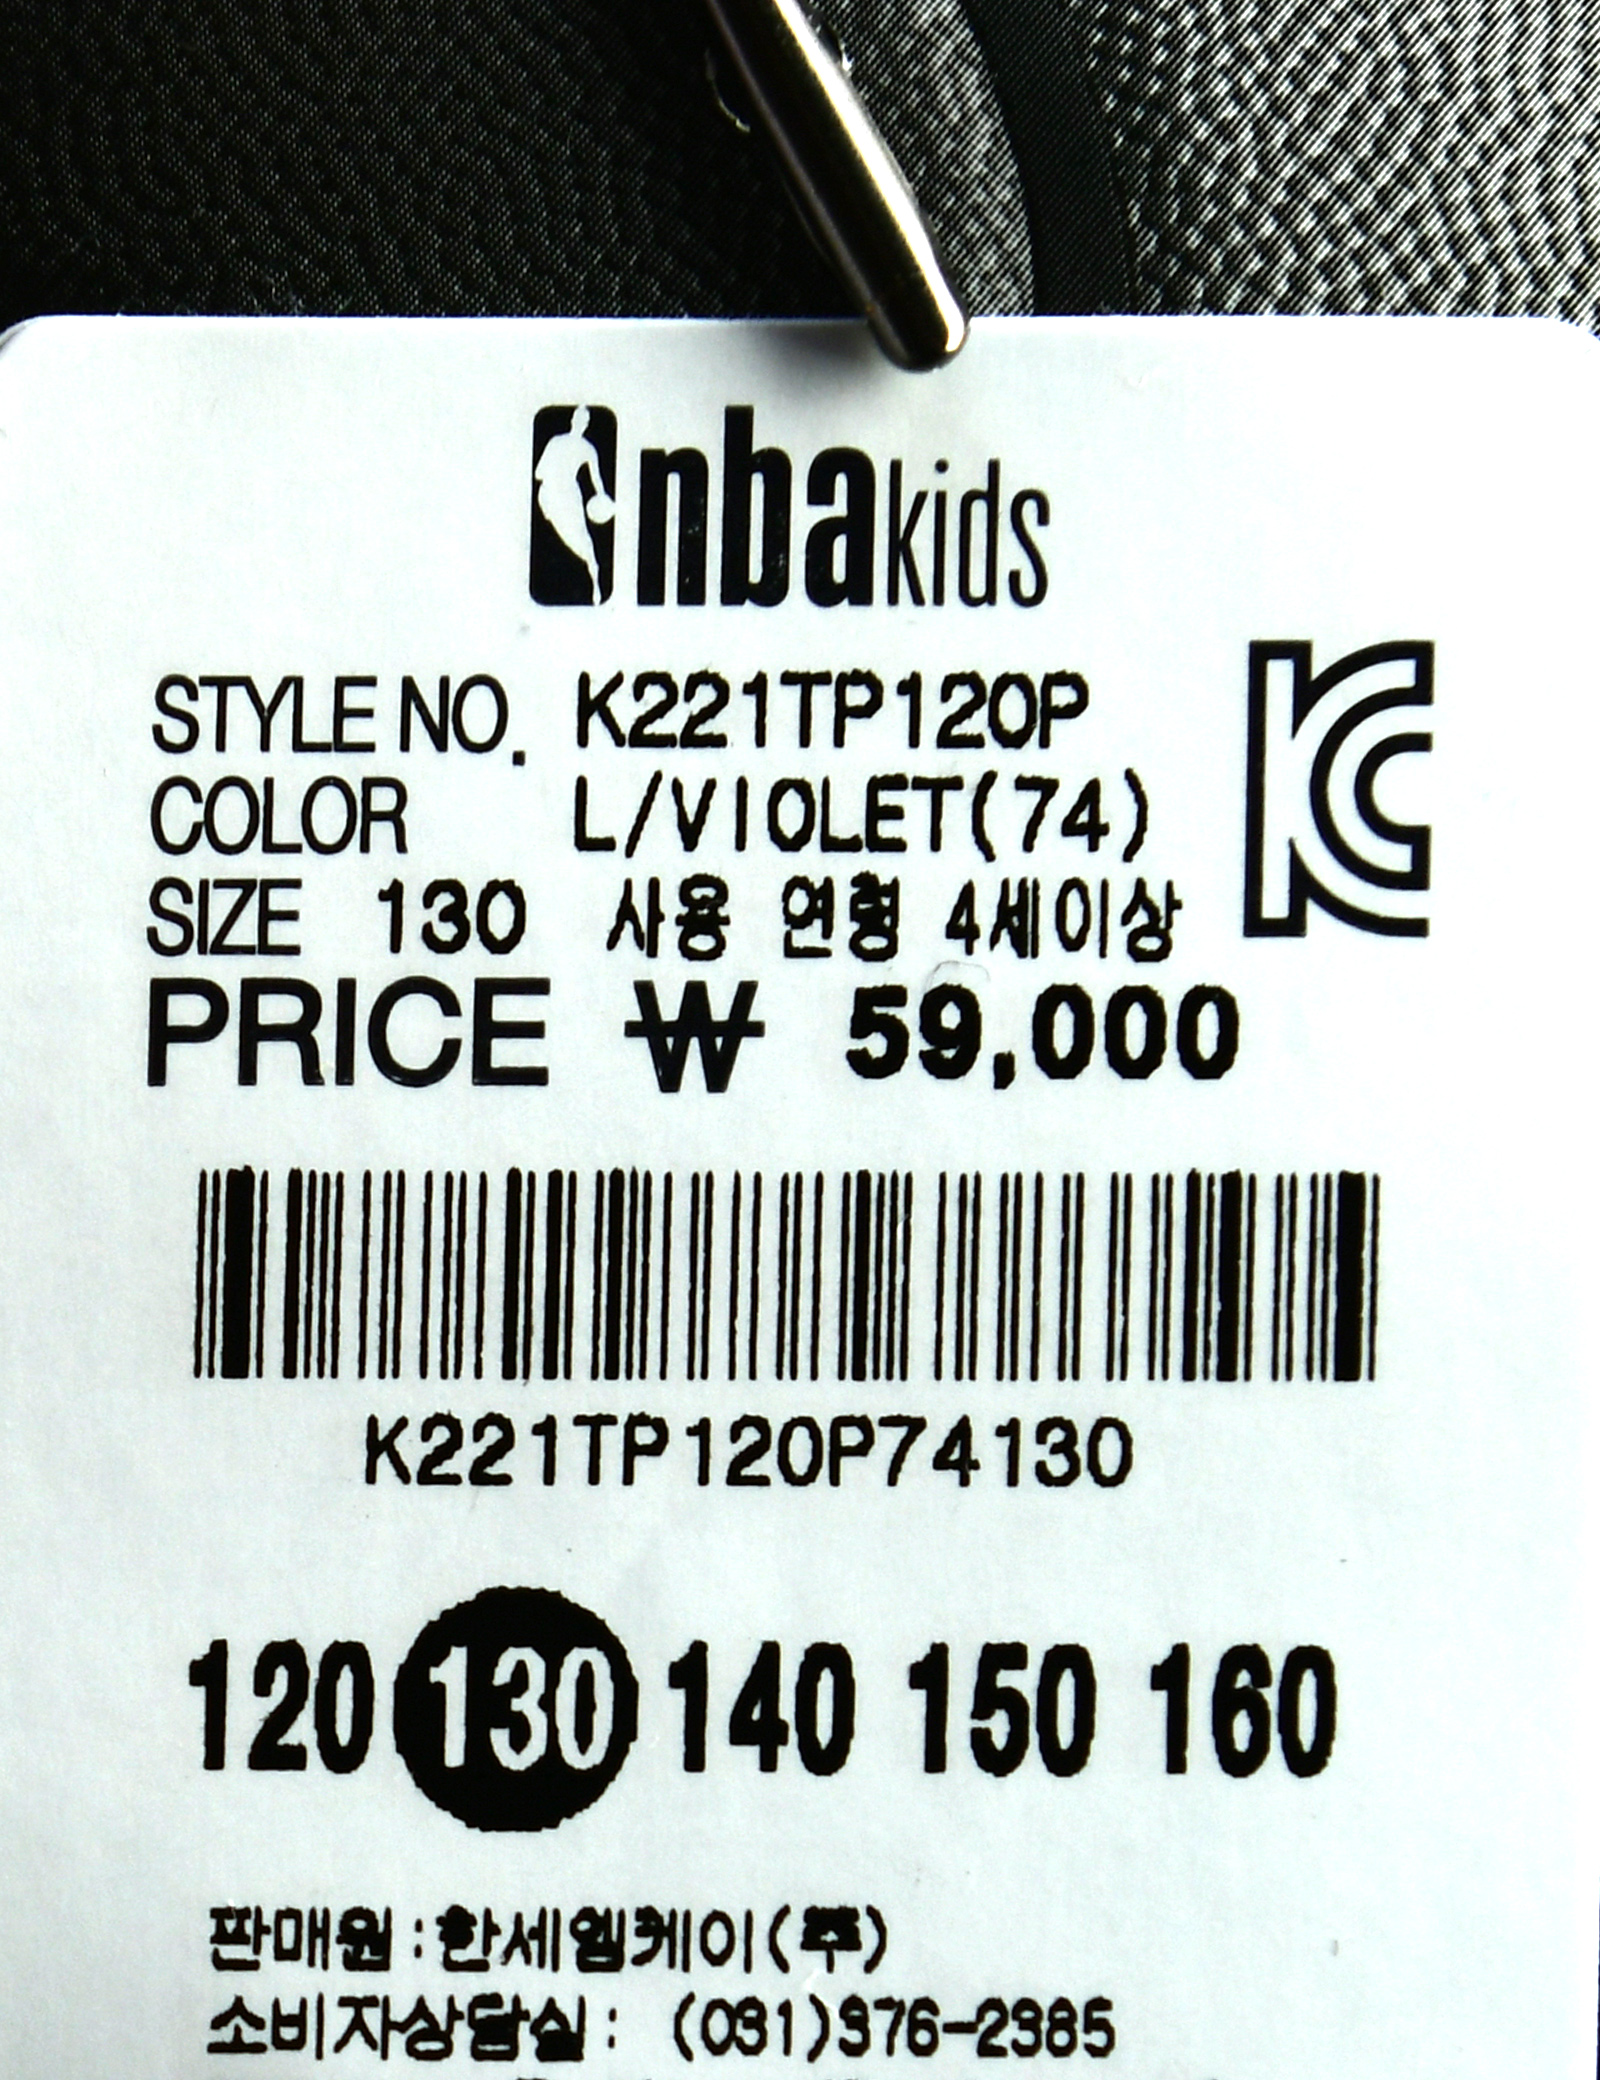 nbakids
STYLE NO. K221TP120P
COLOR L/VIOLET(74)
SIZE 130 사용 연령 4세이상
PRICE ₩ 59,000
K221TP120P74130
120 130 140 150 160
판매원:한세엠케이(주)
소비자상담실: (031)376-2385